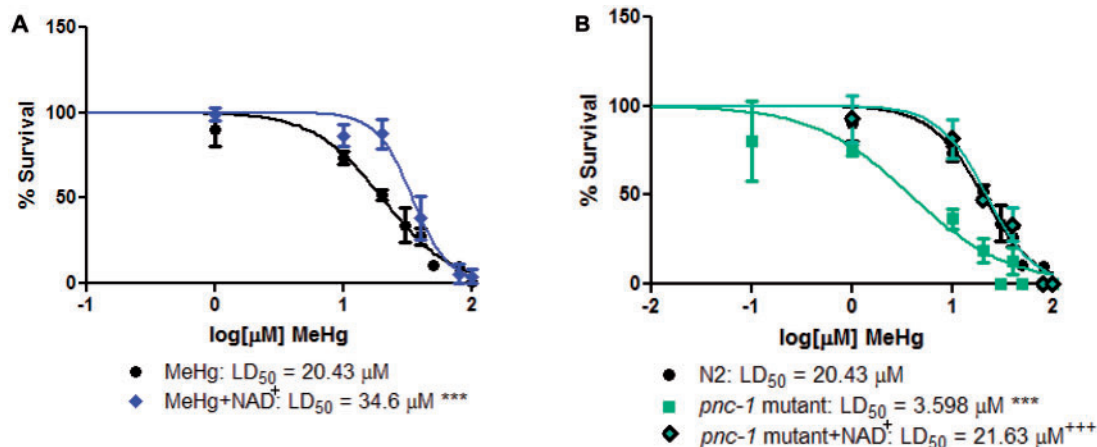 A
150
100
50
0
% Survival
-1 0 1 2
log[µM] MeHg
MeHg: LD50 = 20.43 µM
MeHg+NAD+: LD50 = 34.6 µM ***
B
150
100
50
0
% Survival
-2 -1 0 1 2
log[µM] MeHg
N2: LD50 = 20.43 µM
pnc-1 mutant: LD50 = 3.598 µM ***
pnc-1 mutant+NAD+: LD50 = 21.63 µM+++